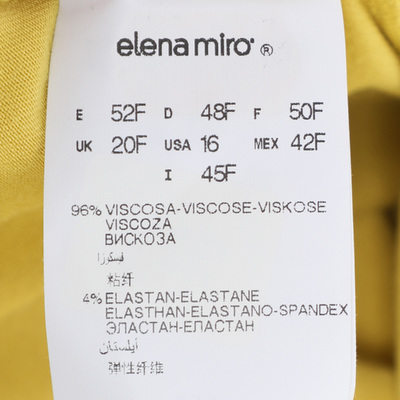 elena miro ®
E 52F D 48F F 50F
UK 20F USA 16 MEX 42F
I 45F
96% VISCOSA-VISCOSE-VISKOSE
VISCOZA
ВИСКОЗА
فيسكوزا
粘纤
4% ELASTAN-ELASTANE
ELASTHAN-ELASTANO-SPANDEX
ЭЛАСТАН-ЕЛАСТАН
أيلستان
弹性纤维